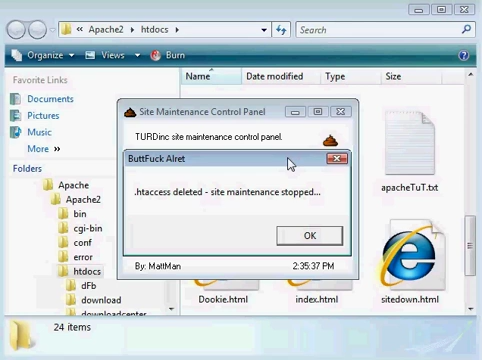 « Apache2 htdocs
Search
Organize Views » Burn
Favorite Links
Documents
Pictures
Music
More »
Folders
Apache
Apache2
bin
cgi-bin
conf
error
htdocs
dFb
download
downloadcenter
Name Date modified Type Size
apacheTuT.txt
Dookie.html
index.html
sitedown.html
Site Maintenance Control Panel
TURDinc site maintenance control panel.
ButtFuck Alret
.htaccess deleted - site maintenance stopped...
OK
By: MattMan
2:35:37 PM
24 items